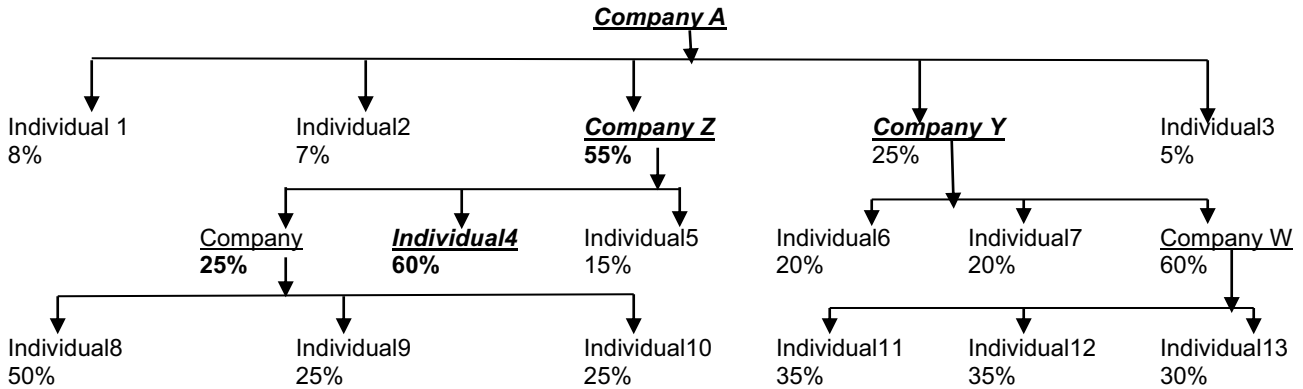 Company A
Individual 1 Individual2 Company Z Company Y Individual3
8% 7% 55% 25% 5%
Company Individual4 Individual5 Individual6 Individual7 Company W
25% 60% 15% 20% 20% 60%
Individual8 Individual9 Individual10 Individual11 Individual12 Individual13
50% 25% 25% 35% 35% 30%